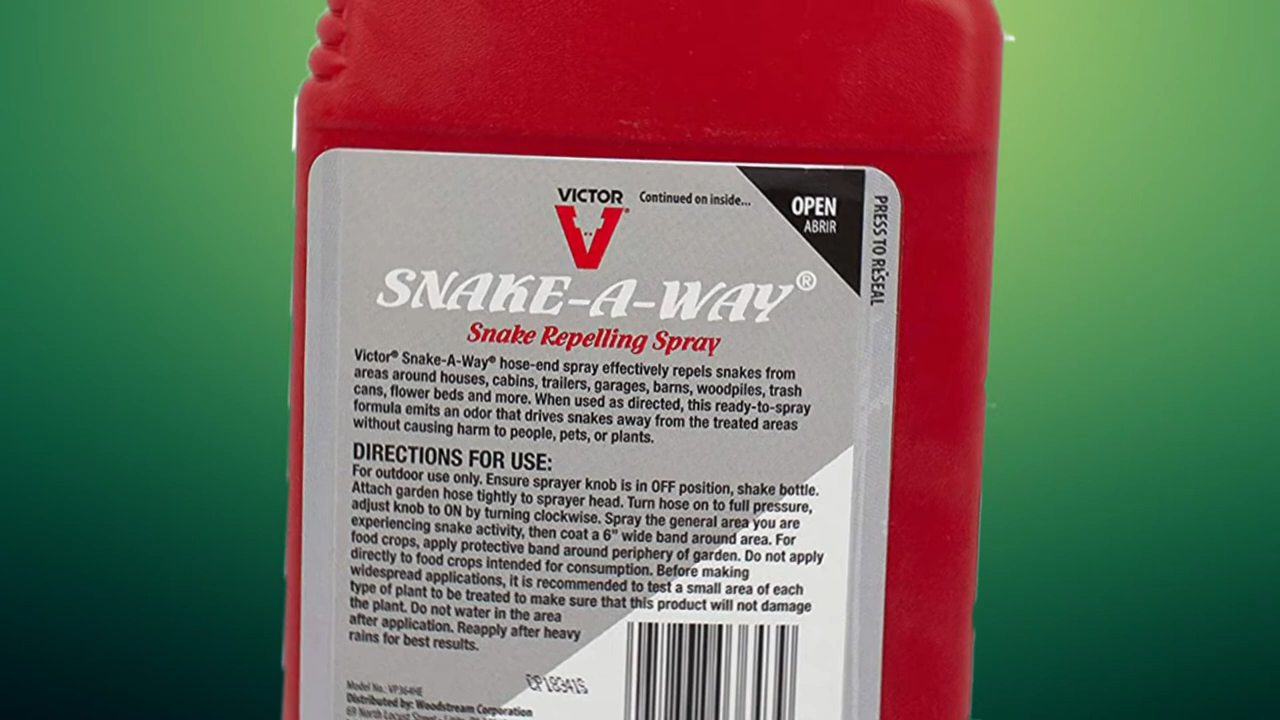 VICTOR
Continued on inside...
OPEN
ABRIR
PRESS TO RESEAL
V®
SNAKE-A-WAY®
Snake Repelling Spray
Victor® Snake-A-Way® hose-end spray effectively repels snakes from
areas around houses, cabins, trailers, garages, barns, woodpiles, trash
cans, flower beds and more. When used as directed, this ready-to-spray
formula emits an odor that drives snakes away from the treated areas
without causing harm to people, pets, or plants.
DIRECTIONS FOR USE:
For outdoor use only. Ensure sprayer knob is in OFF position, shake bottle.
Attach garden hose tightly to sprayer head. Turn hose on to full pressure,
adjust knob to ON by turning clockwise. Spray the general area you are
experiencing snake activity, then coat a 6" wide band around area. For
food crops, apply protective band around periphery of garden. Do not apply
directly to food crops intended for consumption. Before making
widespread applications, it is recommended to test a small area of each
type of plant to be treated to make sure that this product will not damage
the plant. Do not water in the area
after application. Reapply after heavy
rains for best results.
Model No.: VP364HE
Distributed by: Woodstream Corporation
69 North Locust Street